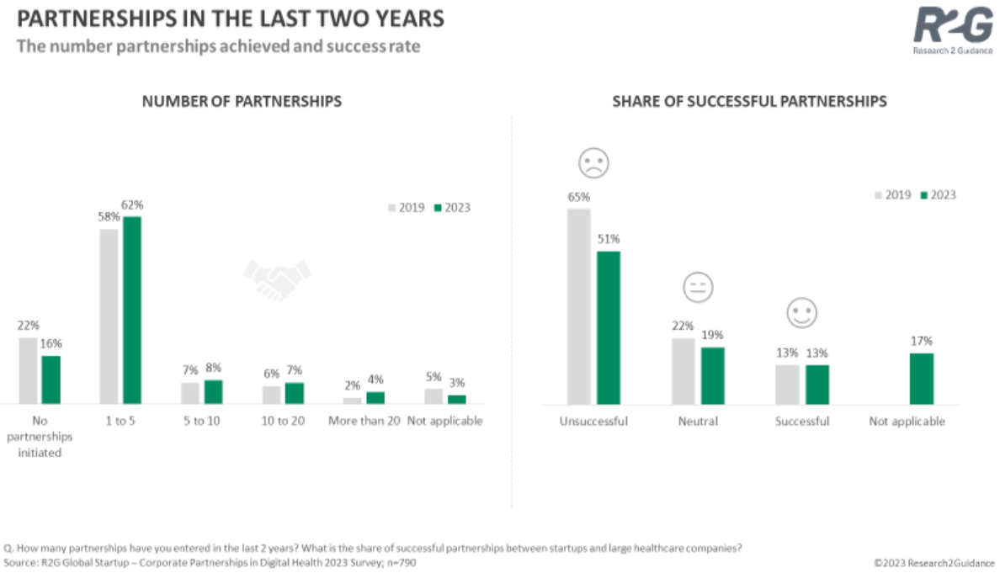 PARTNERSHIPS IN THE LAST TWO YEARS
The number partnerships achieved and success rate
R2G
Research 2 Guidance
NUMBER OF PARTNERSHIPS
2019 2023
22%
16%
58%
62%
7%
8%
6%
7%
2%
4%
5%
3%
No partnerships initiated
1 to 5
5 to 10
10 to 20
More than 20
Not applicable
SHARE OF SUCCESSFUL PARTNERSHIPS
2019 2023
65%
51%
22%
19%
13%
13%
17%
Unsuccessful
Neutral
Successful
Not applicable
Q. How many partnerships have you entered in the last 2 years? What is the share of successful partnerships between startups and large healthcare companies?
Source: R2G Global Startup – Corporate Partnerships in Digital Health 2023 Survey; n=790
©2023 Research2Guidance